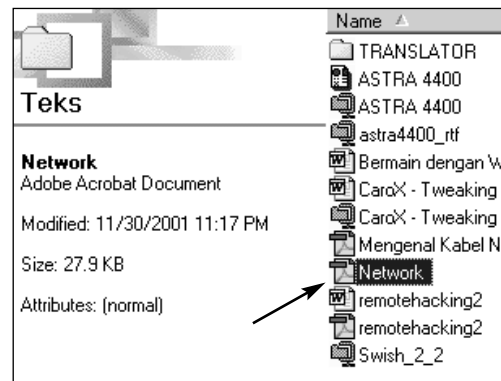 Teks
Network
Adobe Acrobat Document
Modified: 11/30/2001 11:17 PM
Size: 27.9 KB
Attributes: (normal)
Name
TRANSLATOR
ASTRA 4400
ASTRA 4400
astra4400_rtf
Bermain dengan W
CaroX - Tweaking
CaroX - Tweaking
Mengenal Kabel N
Network
remotehacking2
remotehacking2
Swish_2_2